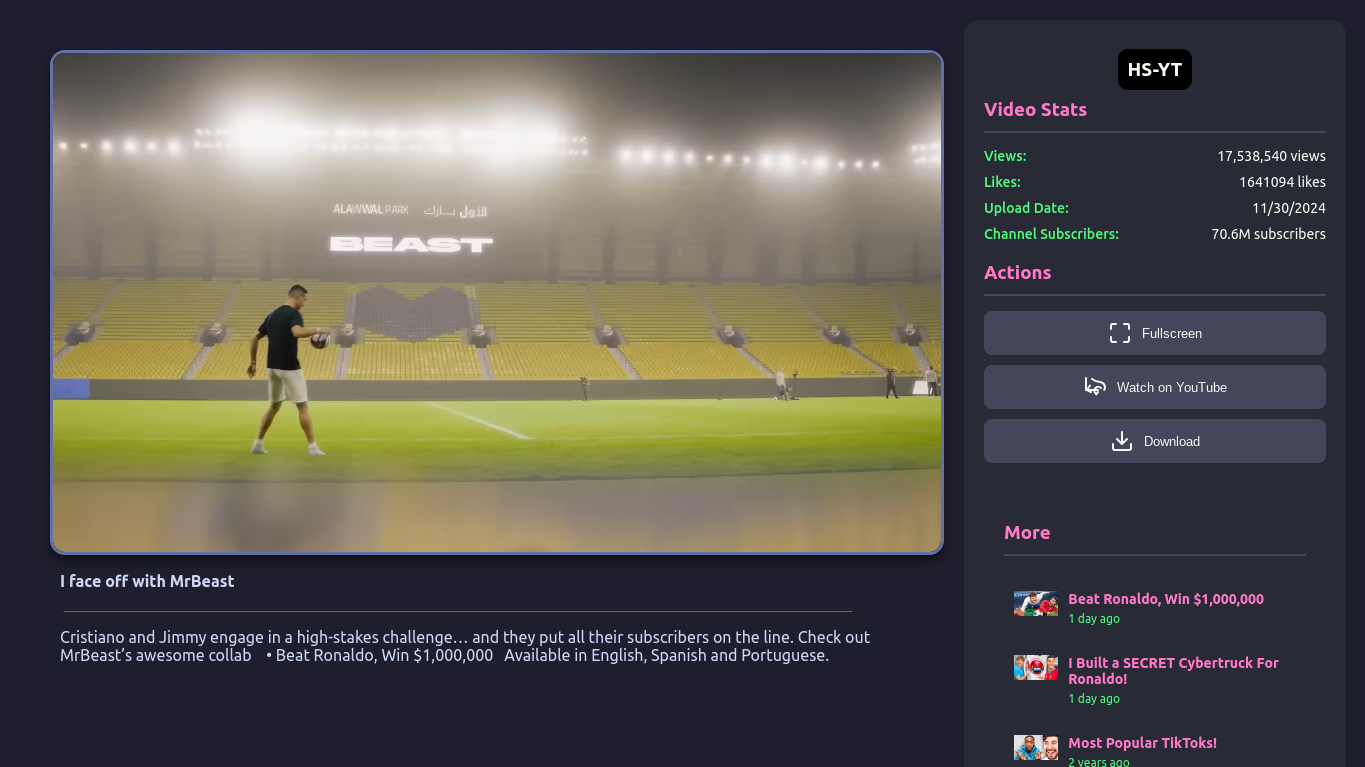 ALAWWAL PARK الأول بارك
BEAST
I face off with MrBeast
Cristiano and Jimmy engage in a high-stakes challenge… and they put all their subscribers on the line. Check out
MrBeast’s awesome collab • Beat Ronaldo, Win $1,000,000 Available in English, Spanish and Portuguese.
HS-YT
Video Stats
Views: 17,538,540 views
Likes: 1641094 likes
Upload Date: 11/30/2024
Channel Subscribers: 70.6M subscribers
Actions
Fullscreen
Watch on YouTube
Download
More
Beat Ronaldo, Win $1,000,000
1 day ago
I Built a SECRET Cybertruck For
Ronaldo!
1 day ago
Most Popular TikToks!
2 years ago